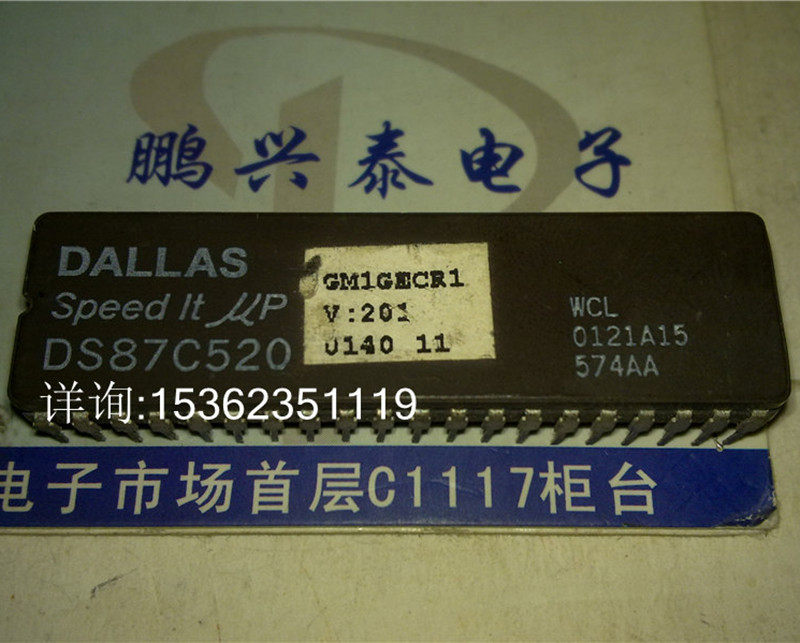 鹏兴泰电子
DALLAS
Speed It μP
DS87C520
GM1GECR1
V:201
0140 11
WCL
0121A15
574AA
详询:15362351119
电子市场首层C1117柜台